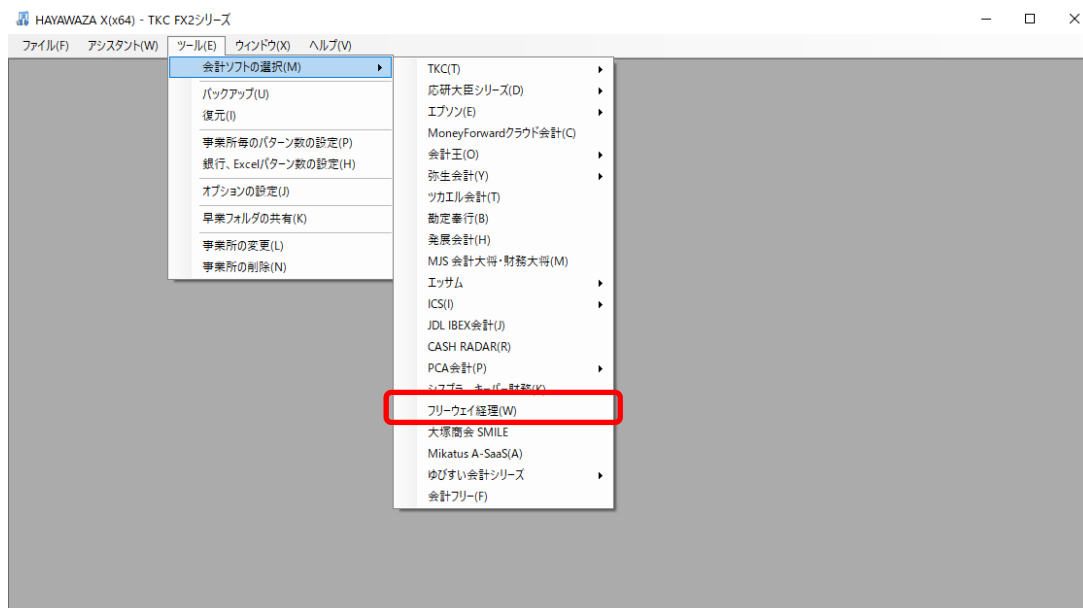 HAYAWAZA X(x64) - TKC FX2シリーズ
ファイル(F) アシスタント(W) ツール(E) ウィンドウ(X) ヘルプ(V)
会計ソフトの選択(M)
バックアップ(U)
復元(I)
事業所毎のパターン数の設定(P)
銀行、Excelパターン数の設定(H)
オプションの設定(J)
早業フォルダの共有(K)
事業所の変更(L)
事業所の削除(N)
TKC(T)
応研大臣シリーズ(D)
エプソン(E)
MoneyForwardクラウド会計(C)
会計王(O)
弥生会計(Y)
ツカエル会計(T)
勘定奉行(B)
発展会計(H)
MJS 会計大将・財務大将(M)
エッサム
ICS(I)
JDL IBEX会計(J)
CASH RADAR(R)
PCA会計(P)
シスプラ キーパー財務(K)
フリーウェイ経理(W)
大塚商会 SMILE
Mikatus A-SaaS(A)
ゆびすい会計シリーズ
会計フリー(F)